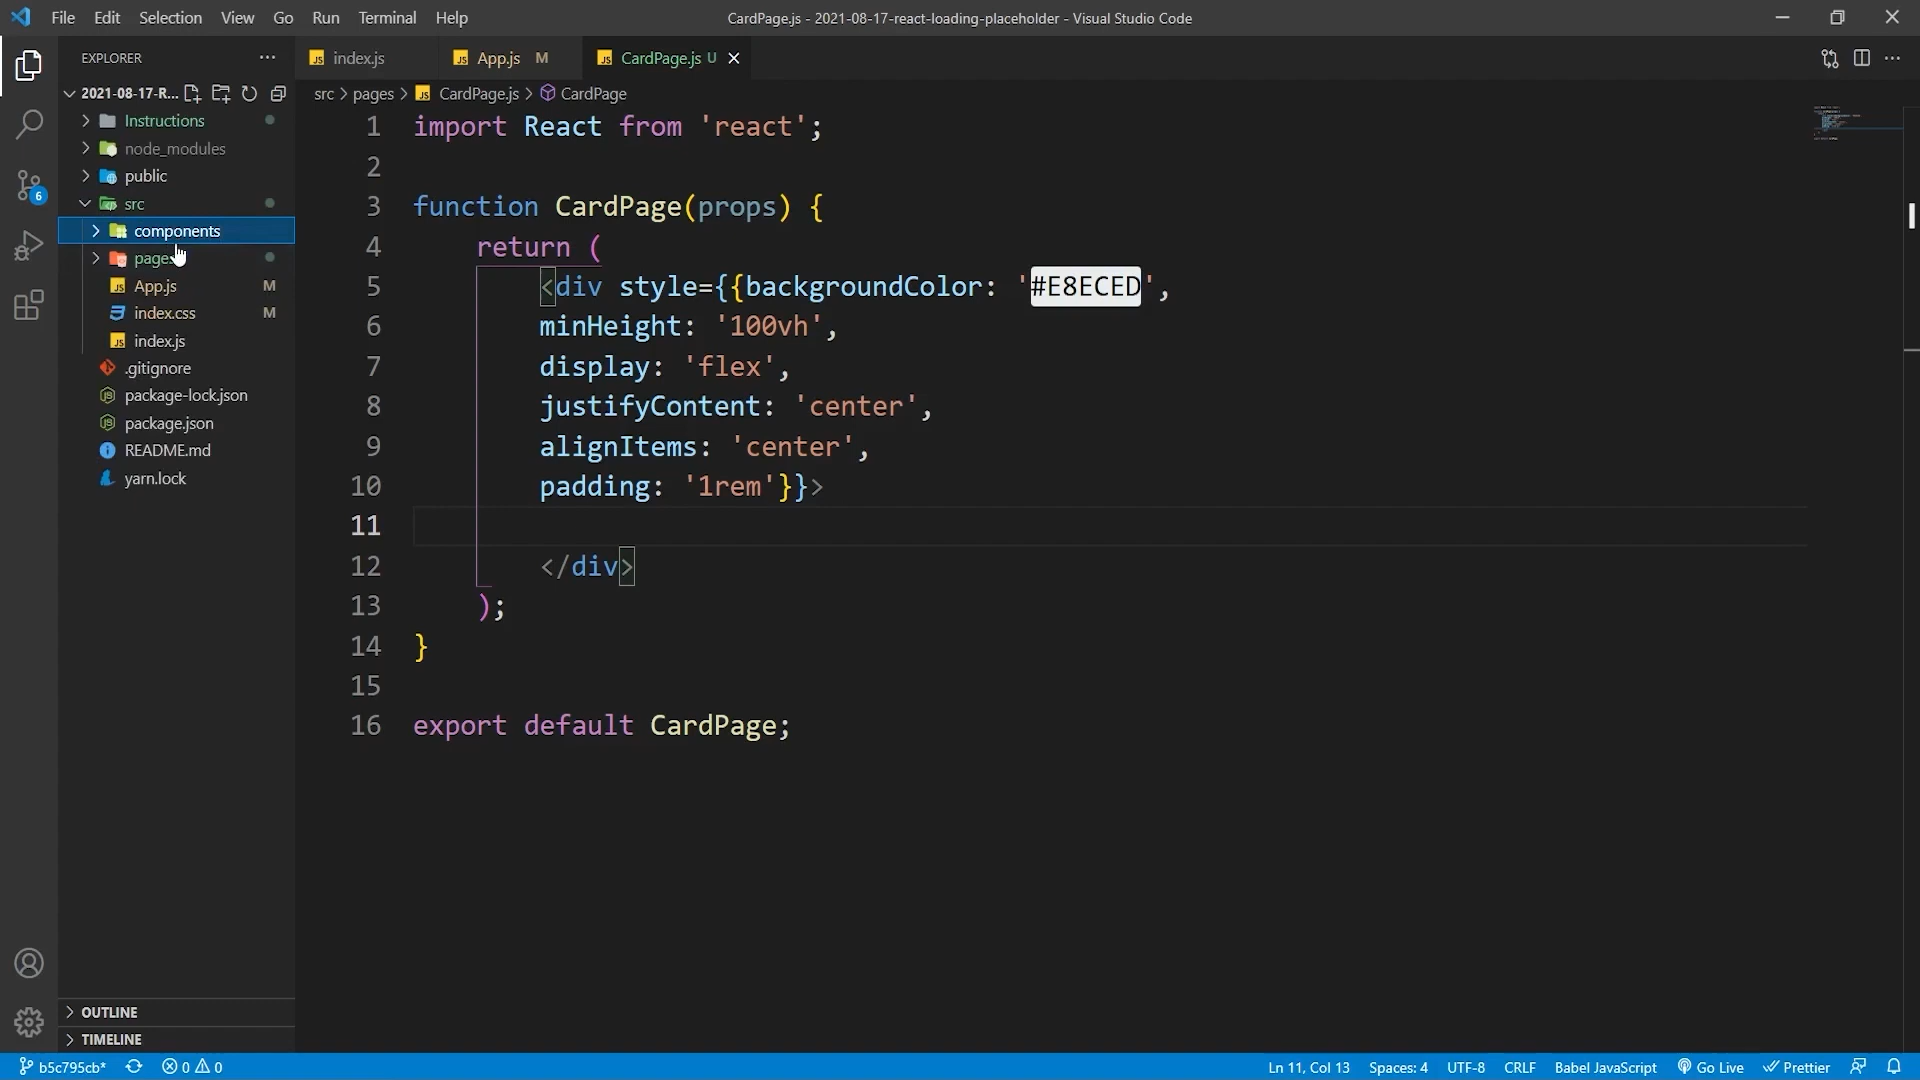 File Edit Selection View Go Run Terminal Help
CardPage.js - 2021-08-17-react-loading-placeholder - Visual Studio Code
EXPLORER
index.js
App.js M
CardPage.js U
2021-08-17-R...
src > pages > CardPage.js > CardPage
Instructions
node_modules
public
src
components
pages
App.js M
index.css M
index.js
.gitignore
package-lock.json
package.json
README.md
yarn.lock
6
1 import React from 'react';
2
3 function CardPage(props) {
4 return (
5 <div style={{backgroundColor: '#E8ECED',
6 minHeight: '100vh',
7 display: 'flex',
8 justifyContent: 'center',
9 alignItems: 'center',
10 padding: '1rem'}}>
11
12 </div>
13 );
14 }
15
16 export default CardPage;
OUTLINE
TIMELINE
b5c795cb* 0 0 Ln 11, Col 13 Spaces: 4 UTF-8 CRLF Babel JavaScript Go Live Prettier